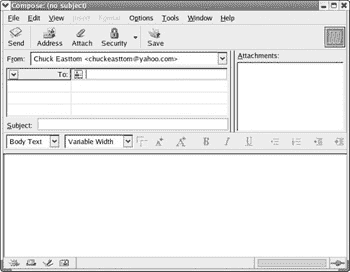 Compose: (no subject)
File Edit View Insert Format Options Tools Window Help
Send Address Attach Security Save
From: Chuck Easttom <chuckeasttom@yahoo.com> Attachments:
To:
Subject:
Body Text Variable Width B I U